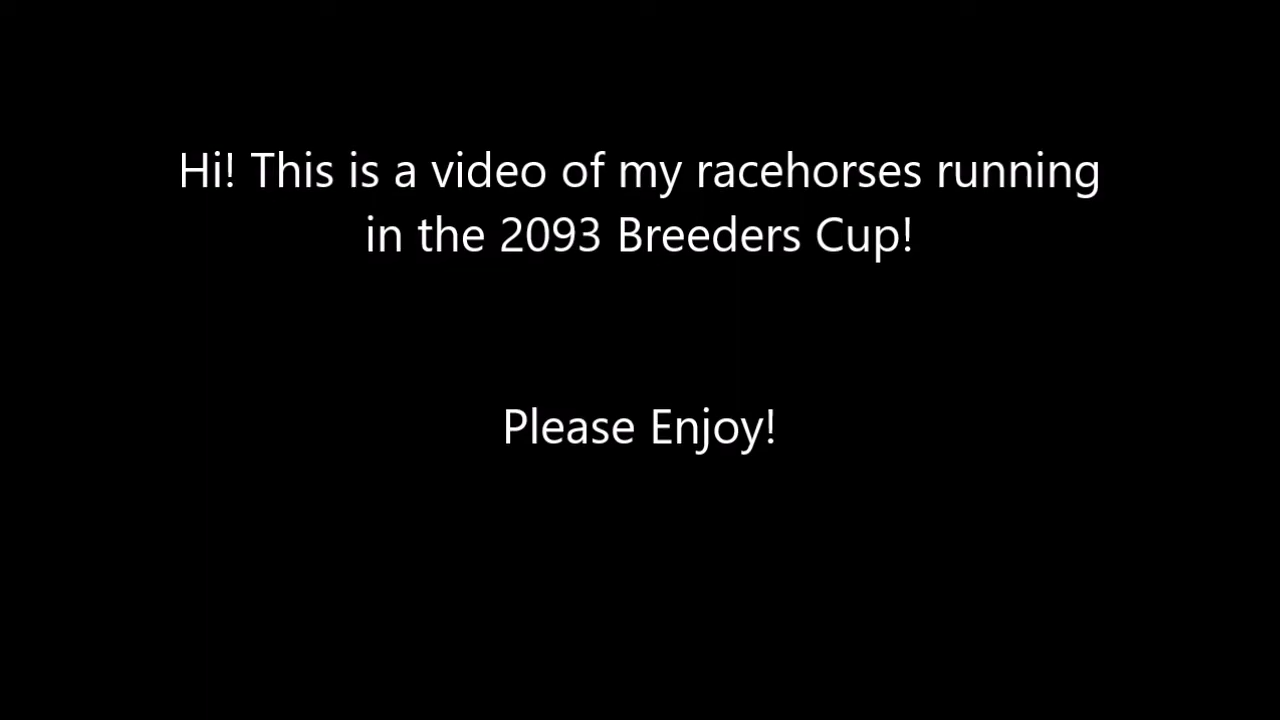 Hi! This is a video of my racehorses running
in the 2093 Breeders Cup!
Please Enjoy!